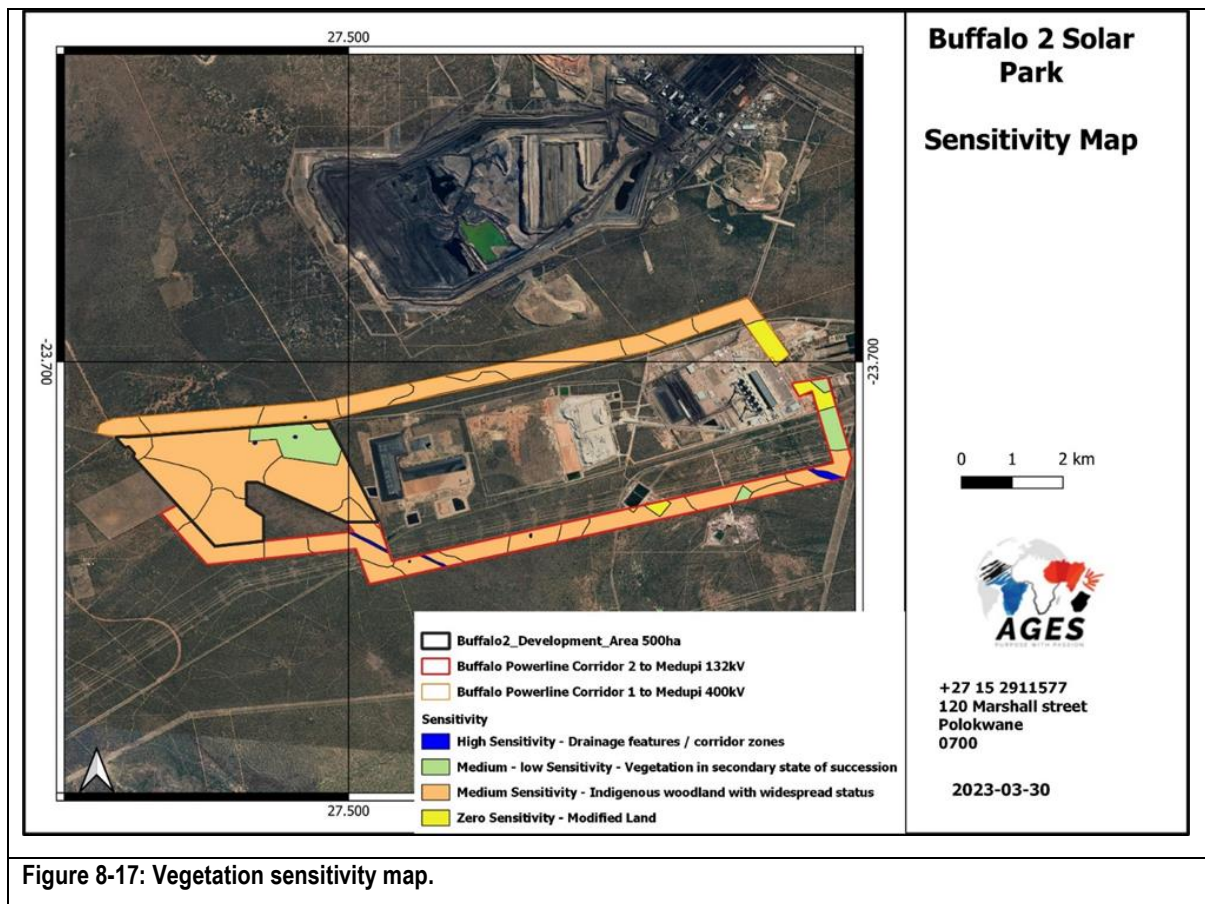 27.500
Buffalo 2 Solar
Park
Sensitivity Map
-23.700
-23.700
0 1 2 km
Buffalo2_Development_Area 500ha
Buffalo Powerline Corridor 2 to Medupi 132kV
Buffalo Powerline Corridor 1 to Medupi 400kV
Sensitivity
High Sensitivity - Drainage features / corridor zones
Medium - low Sensitivity - Vegetation in secondary state of succession
Medium Sensitivity - Indigenous woodland with widespread status
Zero Sensitivity - Modified Land
27.500
AGES
PURPOSE WITH PASSION
+27 15 2911577
120 Marshall street
Polokwane
0700
2023-03-30
Figure 8-17: Vegetation sensitivity map.